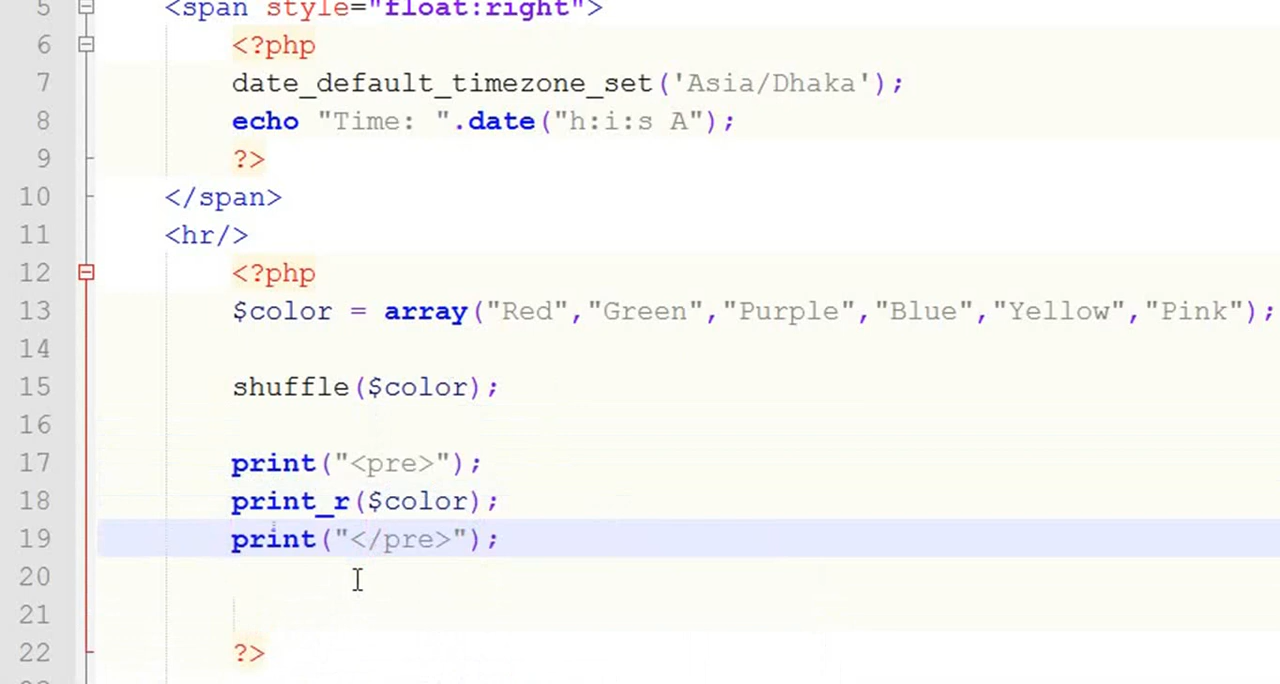 5 <span style="float:right">
6 <?php
7 date_default_timezone_set('Asia/Dhaka');
8 echo "Time: ".date("h:i:s A");
9 ?>
10 </span>
11 <hr/>
12 <?php
13 $color = array("Red","Green","Purple","Blue","Yellow","Pink");
14
15 shuffle($color);
16
17 print("<pre>");
18 print_r($color);
19 print("</pre>");
20
21
22 ?>